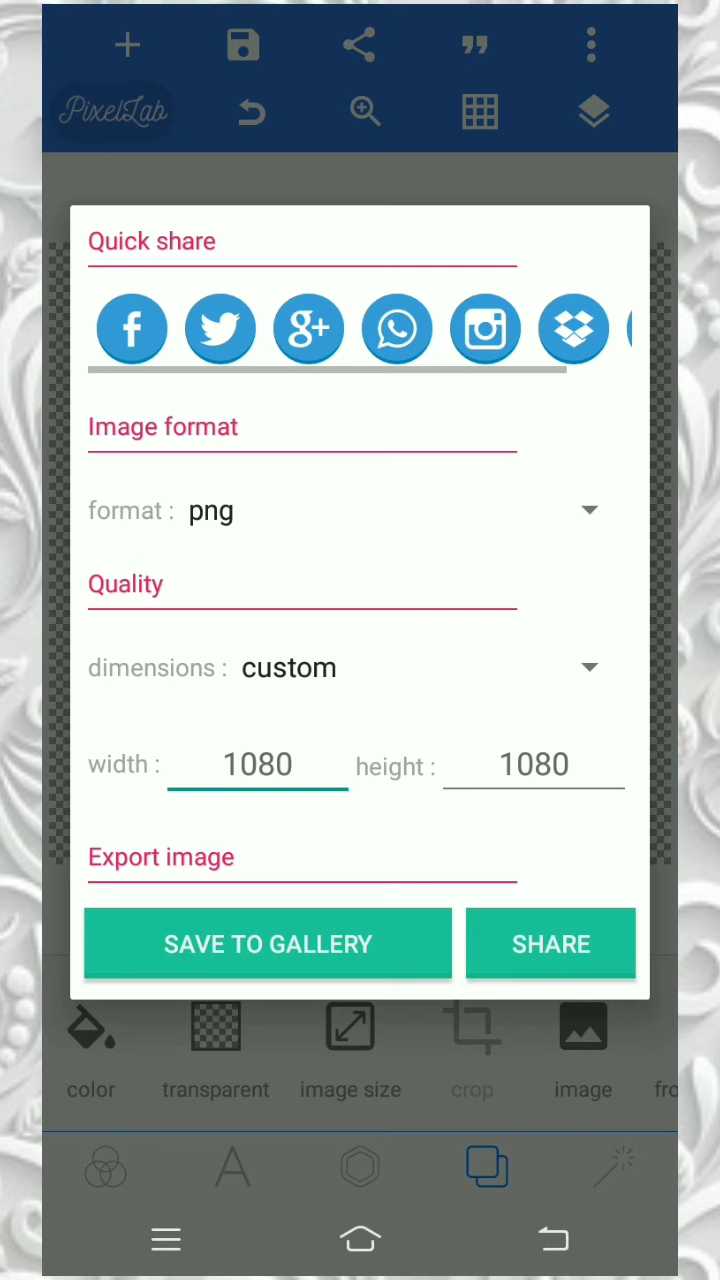 PixelLab
Quick share
Image format
format : png
Quality
dimensions : custom
width : 1080 height : 1080
Export image
SAVE TO GALLERY SHARE
color transparent image size crop image fro